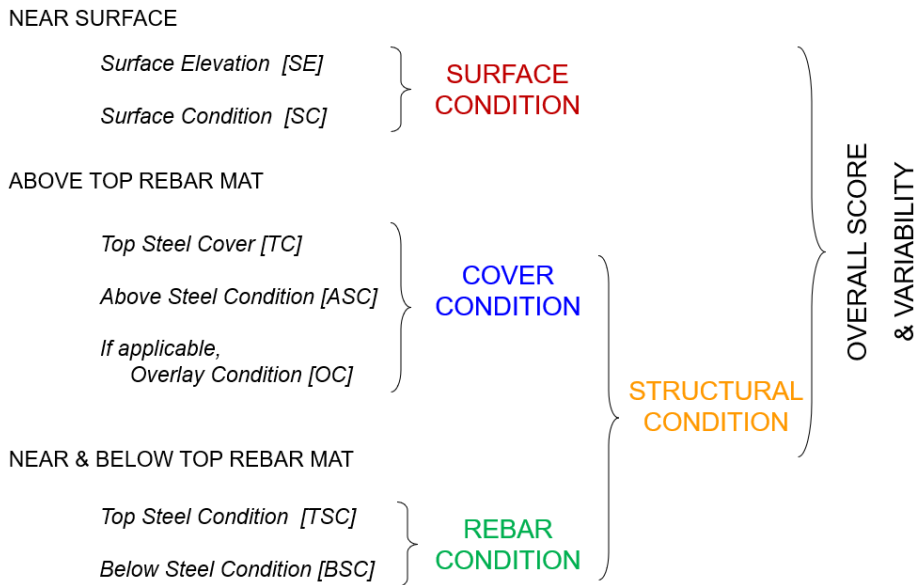 NEAR SURFACE
Surface Elevation [SE]
Surface Condition [SC]
SURFACE
CONDITION
ABOVE TOP REBAR MAT
Top Steel Cover [TC]
Above Steel Condition [ASC]
If applicable,
Overlay Condition [OC]
COVER
CONDITION
NEAR & BELOW TOP REBAR MAT
Top Steel Condition [TSC]
Below Steel Condition [BSC]
REBAR
CONDITION
STRUCTURAL
CONDITION
OVERALL SCORE
& VARIABILITY